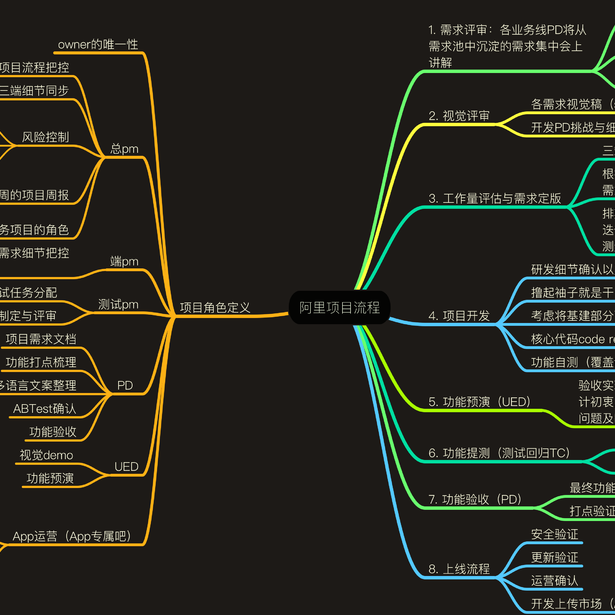 owner的唯一性
项目流程把控
三端细节同步
风险控制
总pm
周的项目周报
务项目的角色
需求细节把控
端pm
试任务分配
测试pm
制定与评审
项目角色定义
项目需求文档
功能打点梳理
多语言文案整理
PD
ABTest确认
功能验收
视觉demo
UED
功能预演
App运营（App专属吧）
阿里项目流程
1. 需求评审：各业务线PD将从
需求池中沉淀的需求集中会上
讲解
2. 视觉评审
各需求视觉稿（
开发PD挑战与细
3. 工作量评估与需求定版
三
根
需
排
迭
测
4. 项目开发
研发细节确认以
撸起袖子就是干
考虑将基建部分
核心代码code re
功能自测（覆盖
5. 功能预演（UED）
验收实
计初衷
问题及
6. 功能提测（测试回归TC）
7. 功能验收（PD）
最终功能
打点验证
8. 上线流程
安全验证
更新验证
运营确认
开发上传市场（